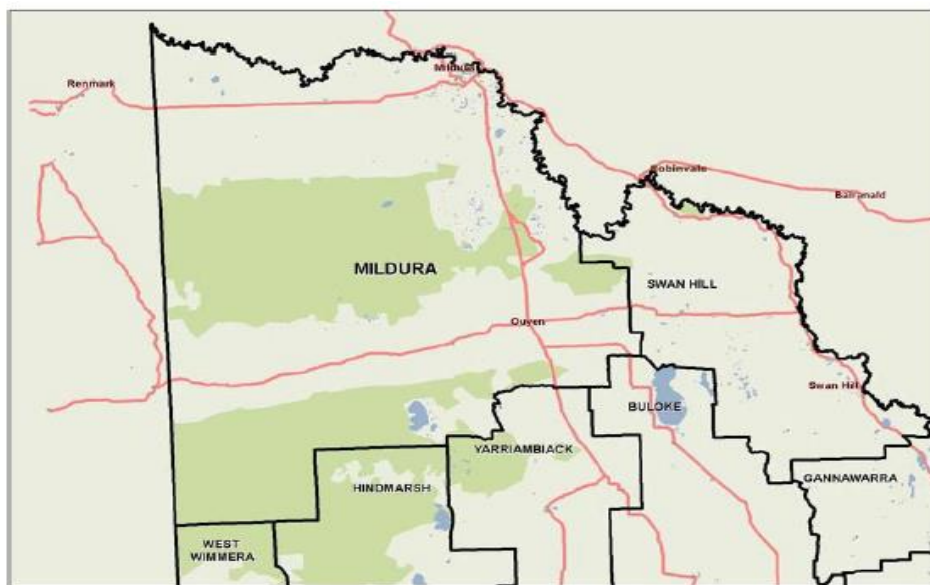 Renmark
Mildura
Robinvale
Balranald
MILDURA
SWAN HILL
Ouyen
Swan Hill
BULOKE
YARRIAMBIACK
GANNAWARRA
HINDMARSH
WEST
WIMMERA